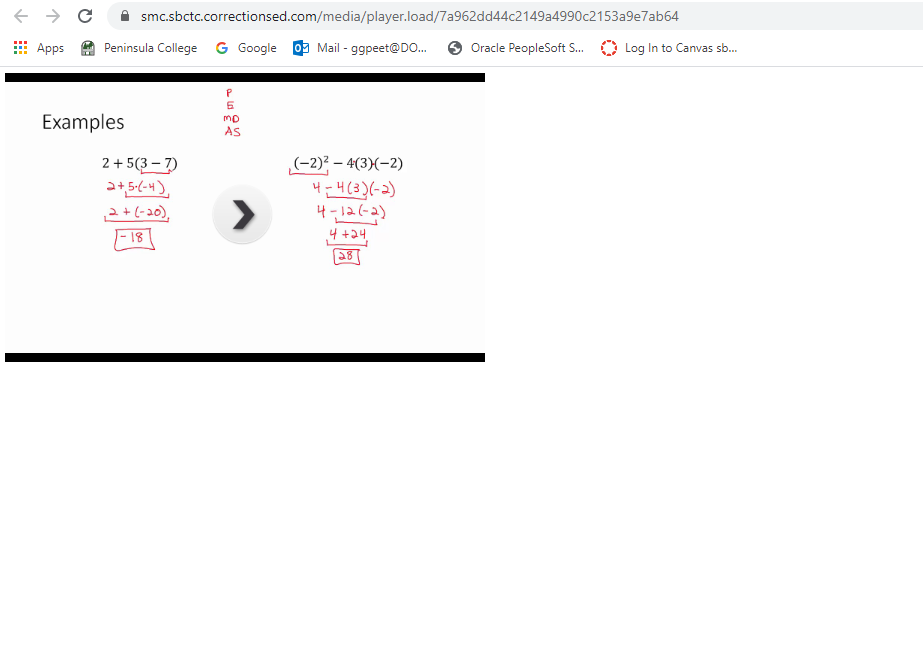 smc.sbctc.correctionsed.com/media/player.load/7a962dd44c2149a4990c2153a9e7ab64
Apps Peninsula College Google Mail - ggpeet@DO... Oracle PeopleSoft S... Log In to Canvas sb...
P
E
MD
AS
Examples
2 + 5(3 − 7)
2+5·(-4)
2 + (-20)
-18
(−2)² − 4(3)(−2)
4 - 4(3)(-2)
4 - 12(-2)
4 + 24
28